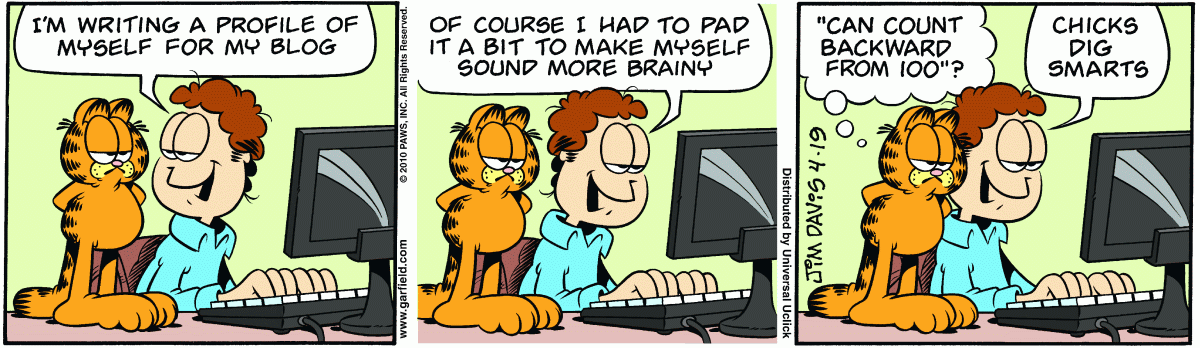 I'M WRITING A PROFILE OF
MYSELF FOR MY BLOG
© 2010 PAWS, INC. All Rights Reserved.
www.garfield.com
OF COURSE I HAD TO PAD
IT A BIT TO MAKE MYSELF
SOUND MORE BRAINY
Distributed by Universal Uclick
"CAN COUNT
BACKWARD
FROM 100"?
CHICKS
DIG
SMARTS
JIM DAVIS 4·19